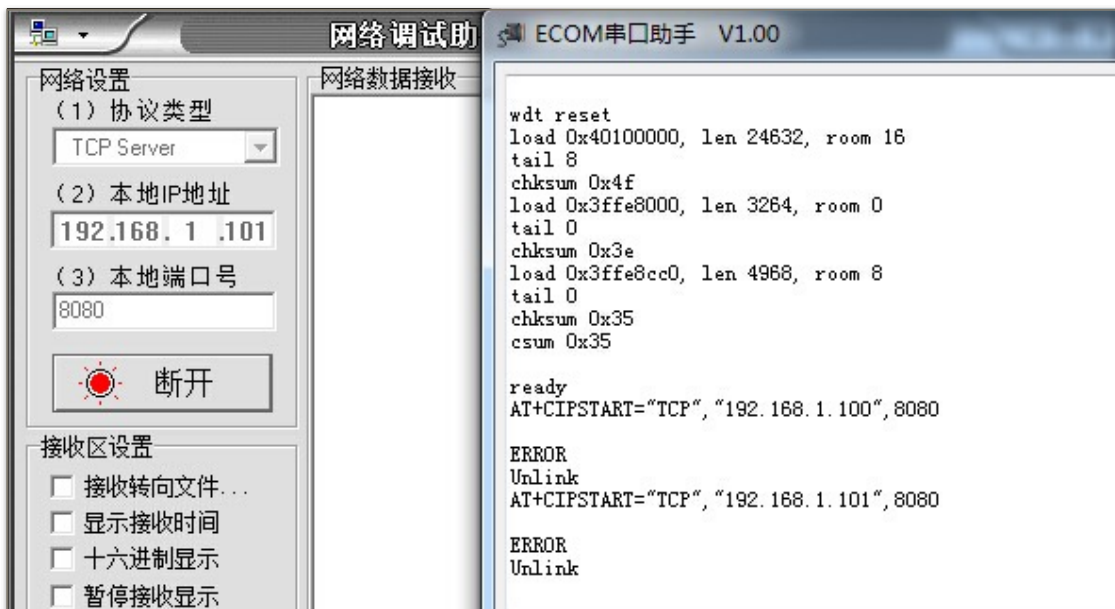 网络调试助
网络设置
（1）协议类型
TCP Server
（2）本地IP地址
192.168. 1 .101
（3）本地端口号
8080
断开
接收区设置
接收转向文件...
显示接收时间
十六进制显示
暂停接收显示
网络数据接收
ECOM串口助手 V1.00
wdt reset
load 0x40100000, len 24632, room 16
tail 8
chksum 0x4f
load 0x3ffe8000, len 3264, room 0
tail 0
chksum 0x3e
load 0x3ffe8cc0, len 4968, room 8
tail 0
chksum 0x35
csum 0x35
ready
AT+CIPSTART="TCP","192.168.1.100",8080
ERROR
Unlink
AT+CIPSTART="TCP","192.168.1.101",8080
ERROR
Unlink